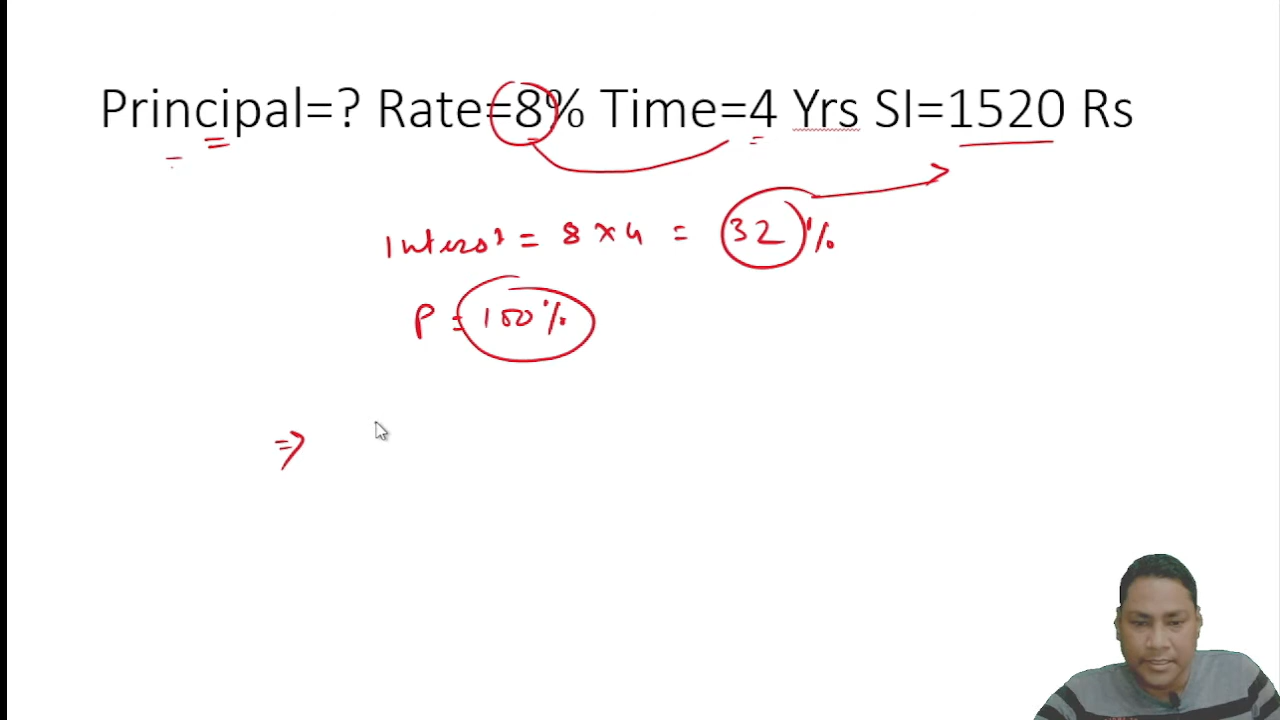 Principal=? Rate=8% Time=4 Yrs SI=1520 Rs
Interest = 8 × 4 = 32 %
P = 100%
⇒